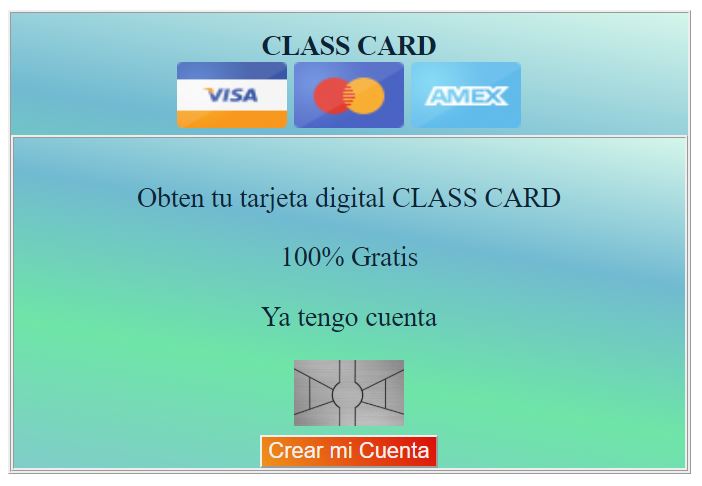 CLASS CARD
VISA AMEX
Obten tu tarjeta digital CLASS CARD
100% Gratis
Ya tengo cuenta
Crear mi Cuenta